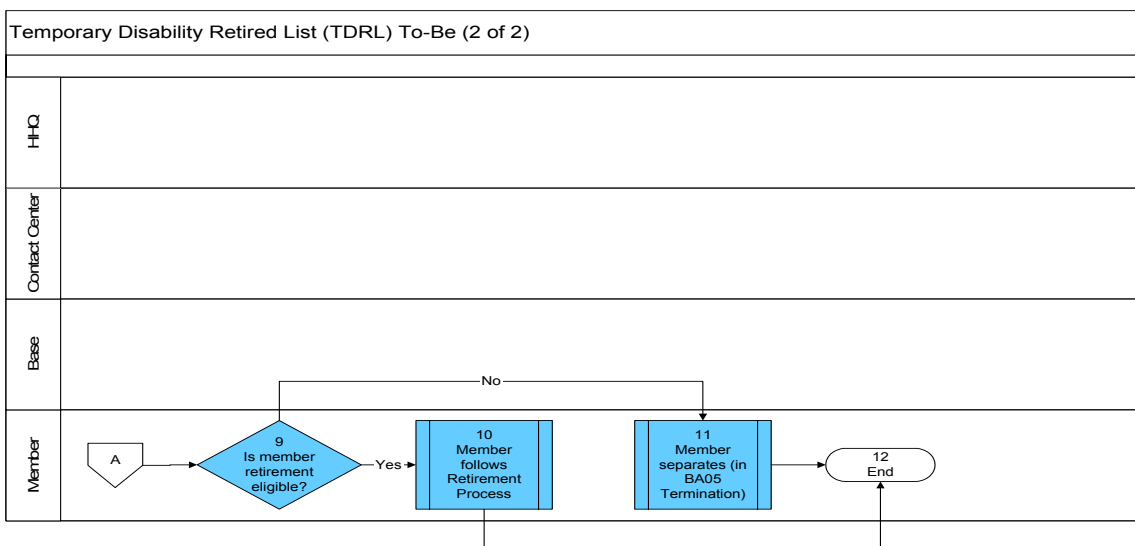 Temporary Disability Retired List (TDRL) To-Be (2 of 2)
HHQ
Contact Center
Base
Member
No
A
9
Is member
retirement
eligible?
Yes
10
Member
follows
Retirement
Process
11
Member
separates (in
BA05
Termination)
12
End